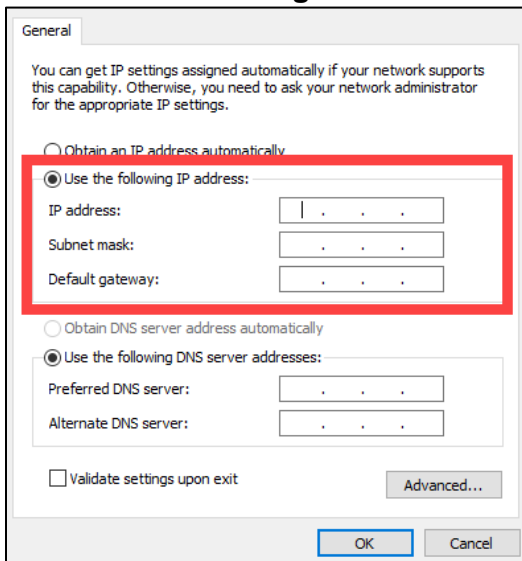 General
You can get IP settings assigned automatically if your network supports
this capability. Otherwise, you need to ask your network administrator
for the appropriate IP settings.
Obtain an IP address automatically
Use the following IP address:
IP address:
. . .
Subnet mask:
. . .
Default gateway:
. . .
Obtain DNS server address automatically
Use the following DNS server addresses:
Preferred DNS server:
. . .
Alternate DNS server:
. . .
Validate settings upon exit
Advanced...
OK
Cancel